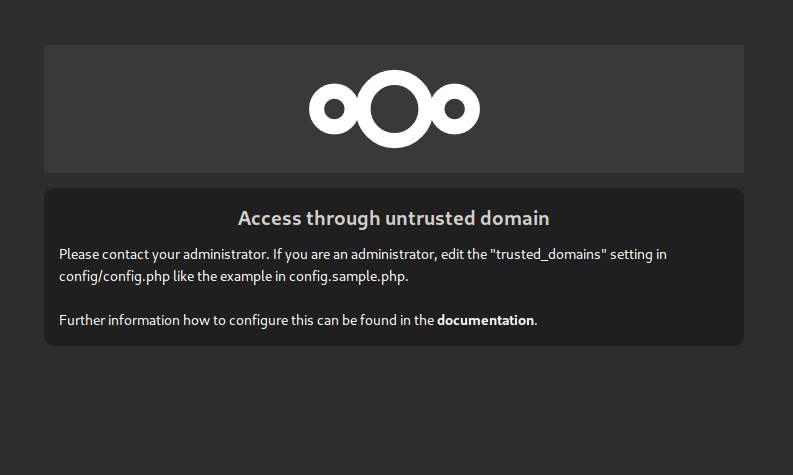 Access through untrusted domain
Please contact your administrator. If you are an administrator, edit the "trusted_domains" setting in
config/config.php like the example in config.sample.php.
Further information how to configure this can be found in the documentation.